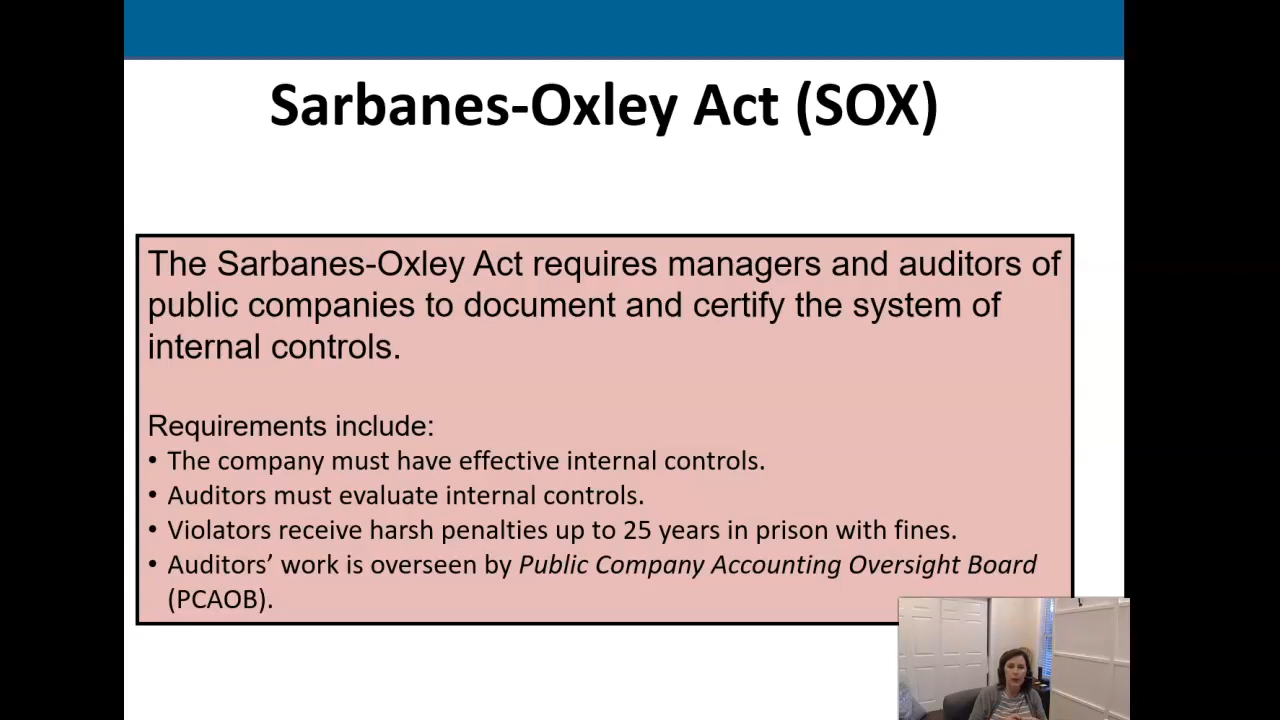 Sarbanes-Oxley Act (SOX)
The Sarbanes-Oxley Act requires managers and auditors of
public companies to document and certify the system of
internal controls.
Requirements include:
• The company must have effective internal controls.
• Auditors must evaluate internal controls.
• Violators receive harsh penalties up to 25 years in prison with fines.
• Auditors’ work is overseen by Public Company Accounting Oversight Board
(PCAOB).